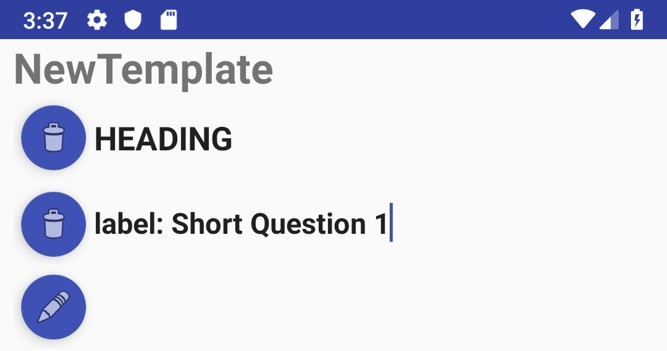 3:37
NewTemplate
HEADING
label: Short Question 1